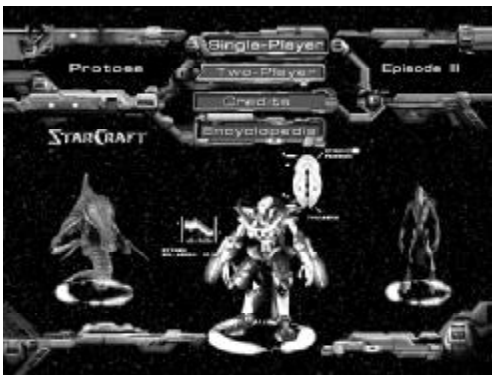 Single-Player
Protoss
Two-Player
Episode III
Credits
Encyclopedia
STARCRAFT